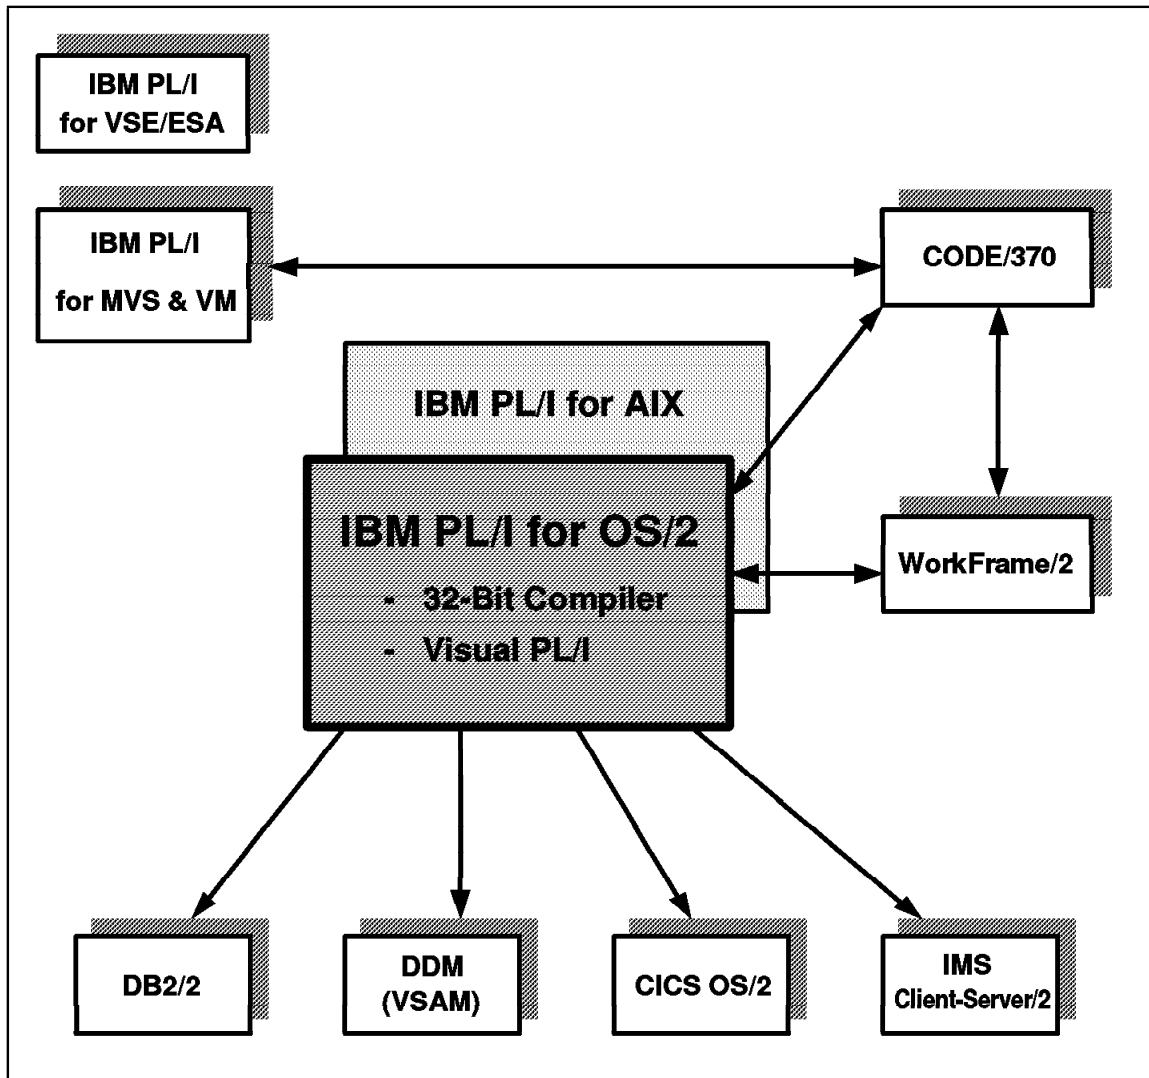 IBM PL/I
for VSE/ESA
IBM PL/I
for MVS & VM
CODE/370
IBM PL/I for AIX
IBM PL/I for OS/2
- 32-Bit Compiler
- Visual PL/I
WorkFrame/2
DB2/2
DDM
(VSAM)
CICS OS/2
IMS
Client-Server/2